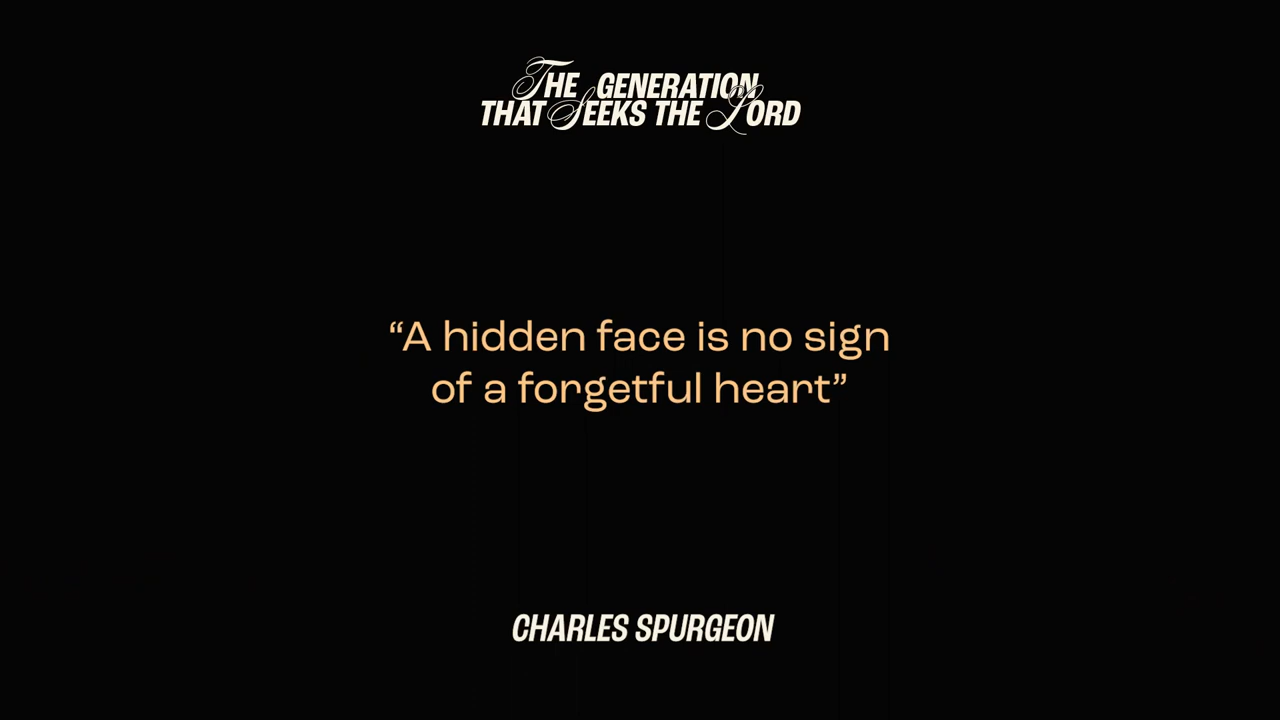 THE GENERATION
THAT SEEKS THE LORD
“A hidden face is no sign
of a forgetful heart”
CHARLES SPURGEON